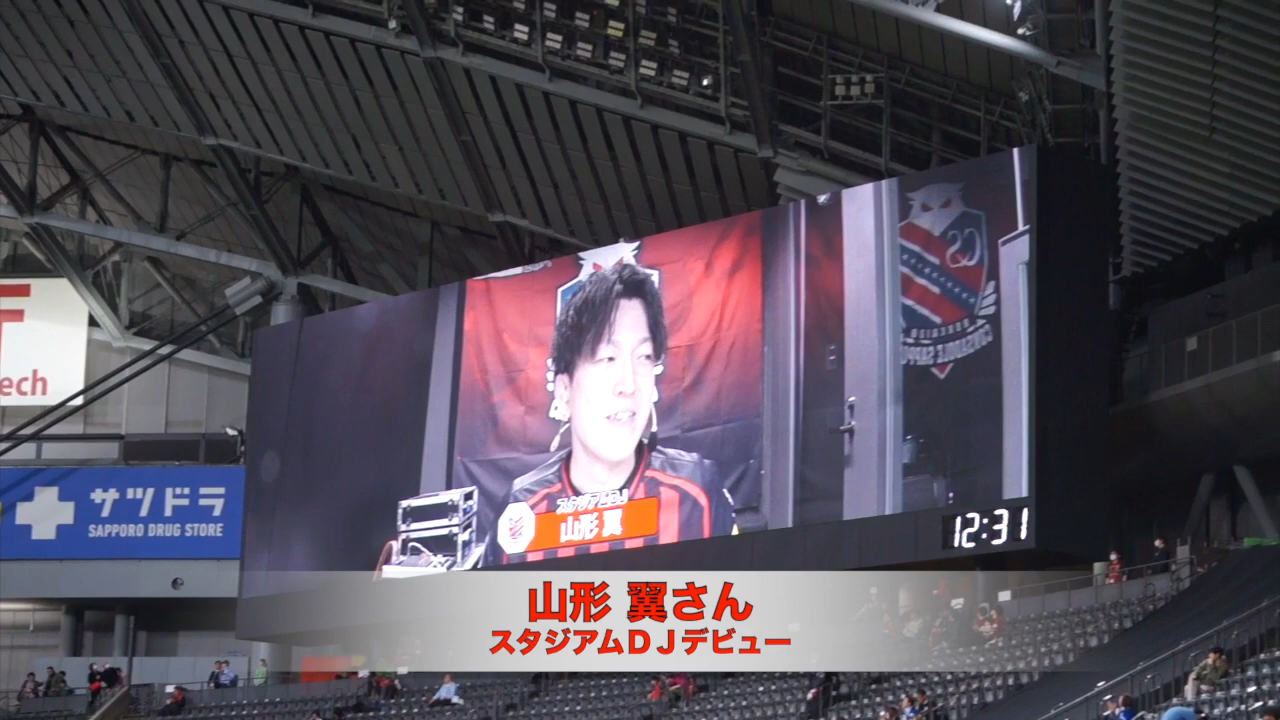 ech
サツドラ
SAPPORO DRUG STORE
スタジアムDJ
山形 翼
12:31
山形 翼さん
スタジアムDJデビュー